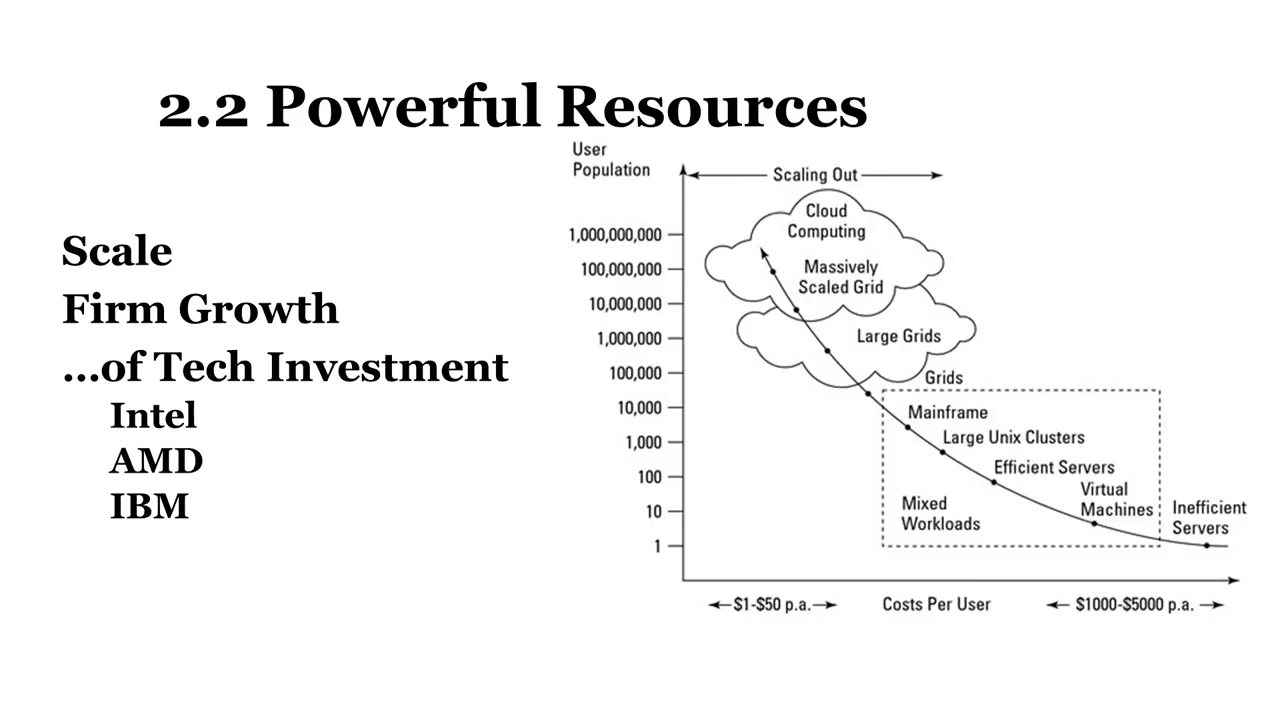 2.2 Powerful Resources
Scale
Firm Growth
...of Tech Investment
Intel
AMD
IBM
User
Population
Scaling Out
Cloud
Computing
Massively
Scaled Grid
Large Grids
Grids
Mainframe
Large Unix Clusters
Efficient Servers
Virtual
Machines
Mixed
Workloads
Inefficient
Servers
1,000,000,000
100,000,000
10,000,000
1,000,000
100,000
10,000
1,000
100
10
1
$1-$50 p.a.
Costs Per User
$1000-$5000 p.a.